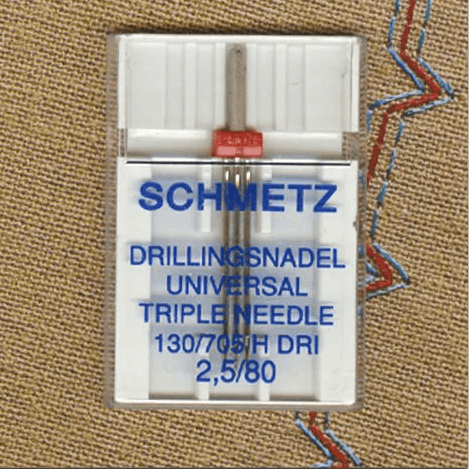 SCHMETZ
DRILLINGSNADEL
UNIVERSAL
TRIPLE NEEDLE
130/705 H DRI
2,5/80